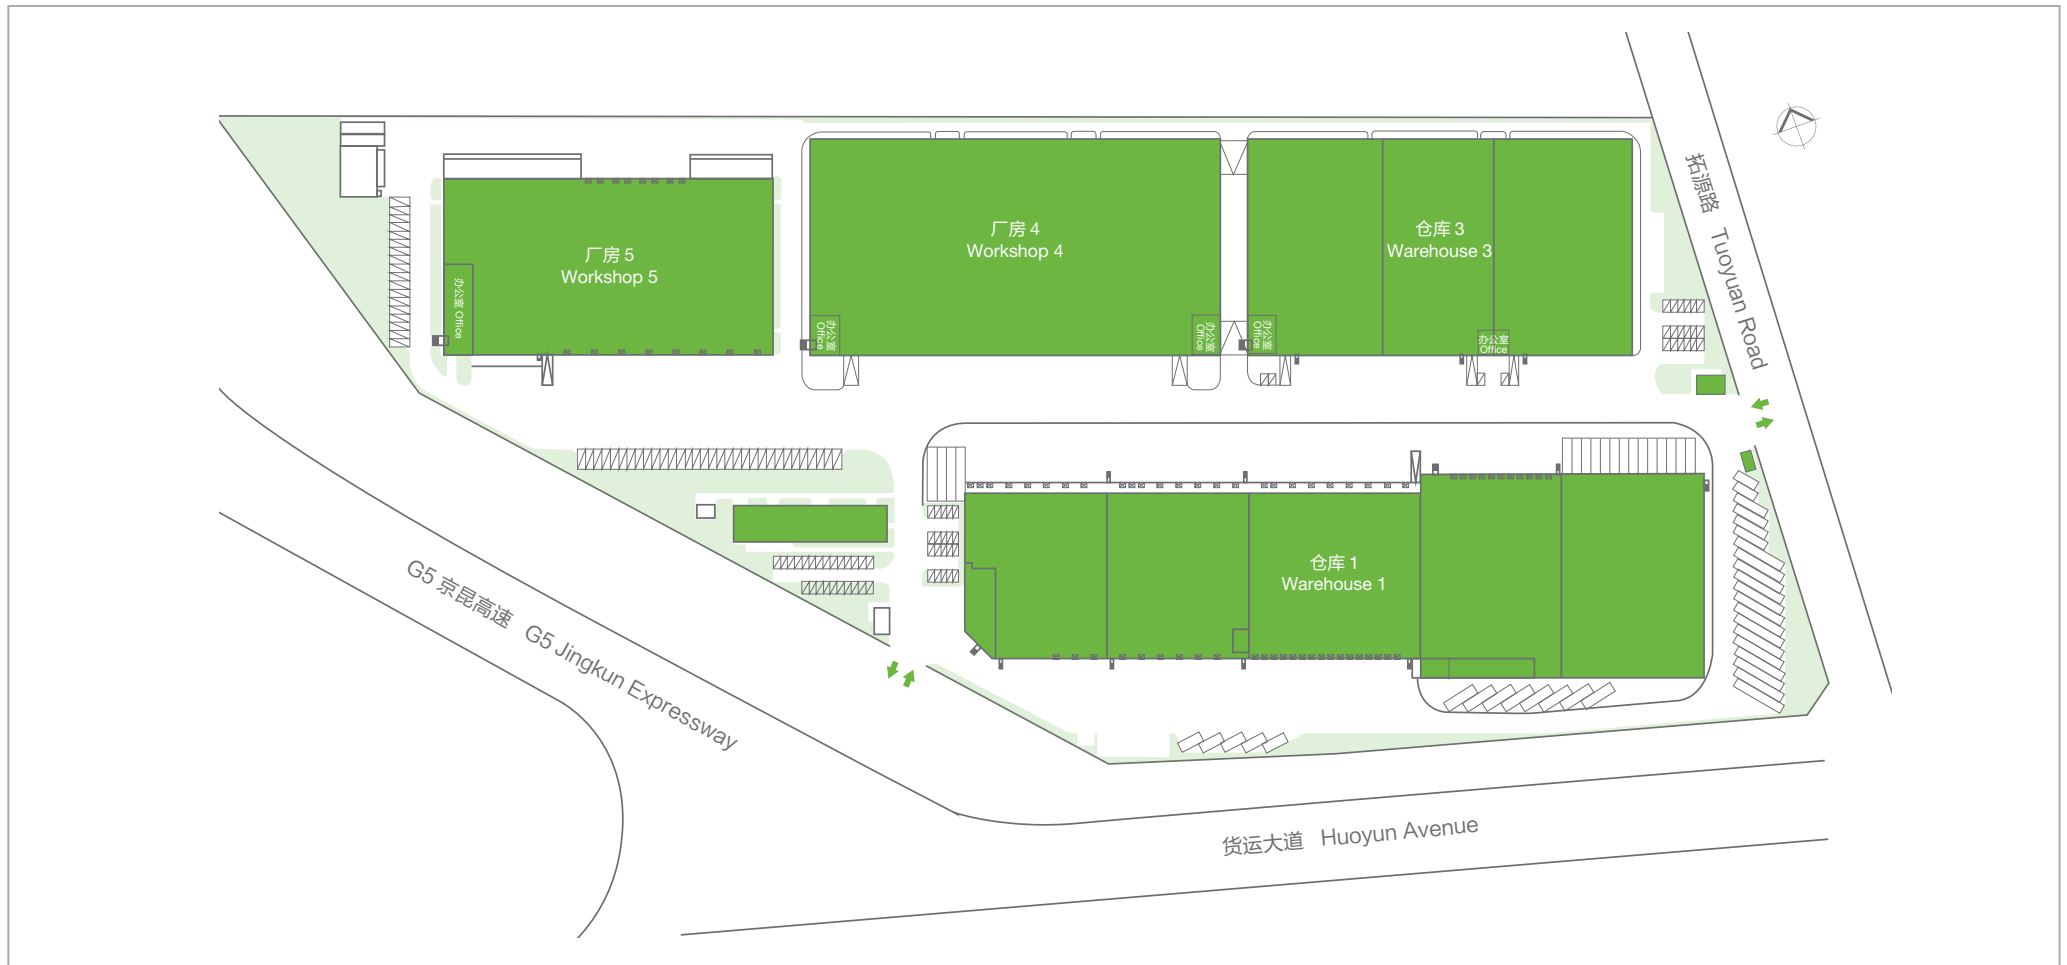 拓源路 Tuoyuan Road
厂房 5
Workshop 5
办公室 Office
厂房 4
Workshop 4
办公室
Office
办公室
Office
仓库 3
Warehouse 3
办公室
Office
办公室
Office
仓库 1
Warehouse 1
G5 京昆高速 G5 Jingkun Expressway
货运大道 Huoyun Avenue